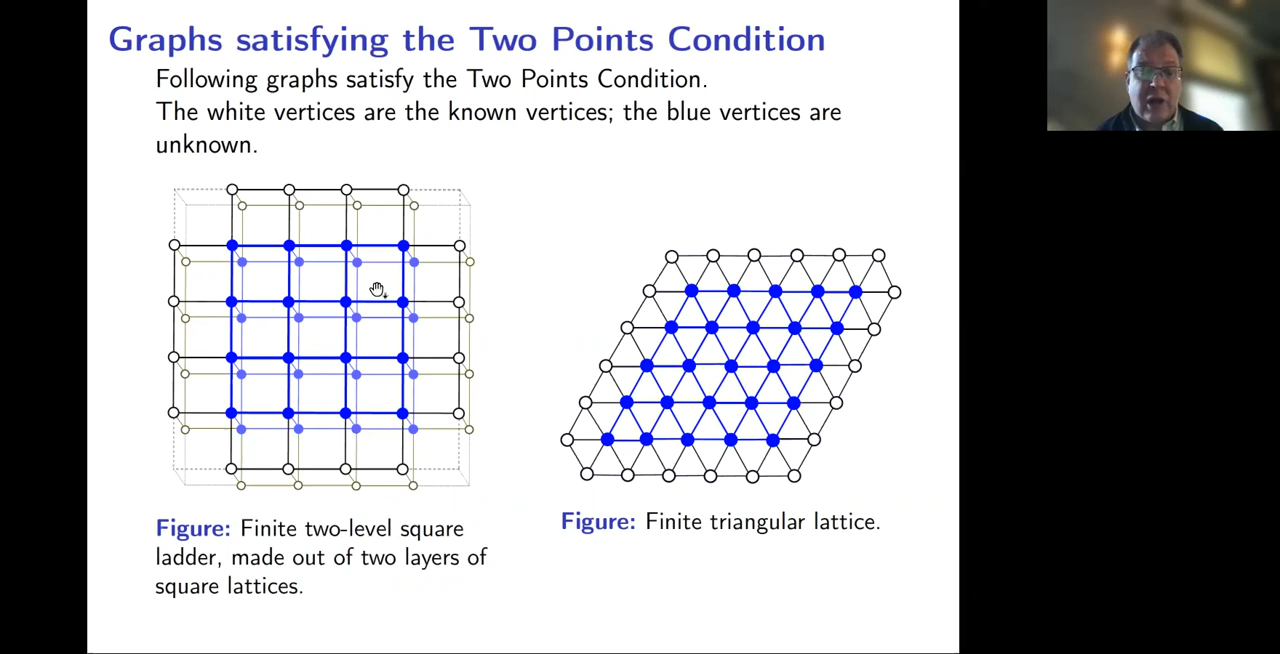 Graphs satisfying the Two Points Condition
Following graphs satisfy the Two Points Condition.
The white vertices are the known vertices; the blue vertices are
unknown.
Figure: Finite two-level square
ladder, made out of two layers of
square lattices.
Figure: Finite triangular lattice.